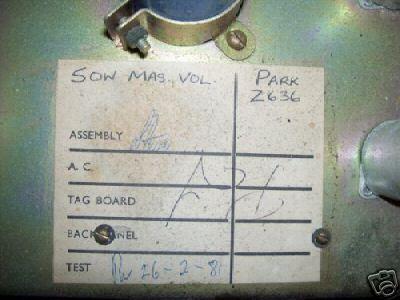 50W MAS. VOL. PARK
Z636
ASSEMBLY
A.C.
TAG BOARD
BACK PANEL
TEST 26-2-81